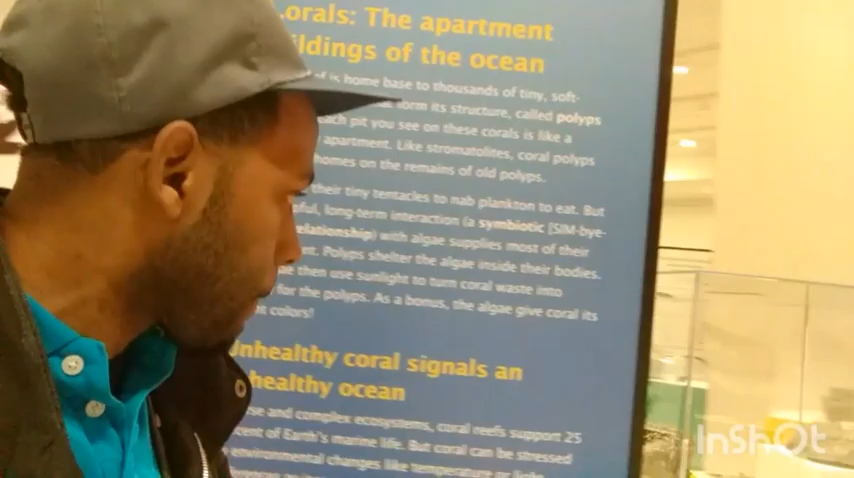 orals: The apartment
ildings of the ocean
of is home base to thousands of tiny, soft-
form its structure, called polyps
each pit you see on these corals is like a
apartment. Like stromatolites, coral polyps
homes on the remains of old polyps.
their tiny tentacles to nab plankton to eat. But
pful, long-term interaction (a symbiotic [SIM-bye-
relationship) with algae supplies most of their
nt. Polyps shelter the algae inside their bodies.
e then use sunlight to turn coral waste into
for the polyps. As a bonus, the algae give coral its
t colors!
Unhealthy coral signals an
healthy ocean
se and complex ecosystems, coral reefs support 25
cent of Earth's marine life. But coral can be stressed
environmental changes like temperature or light
InShOt